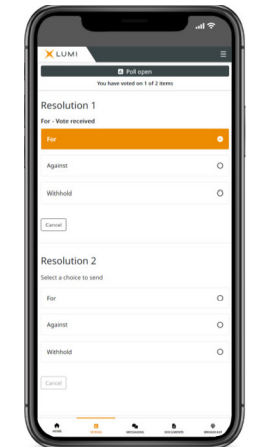 LUMI
Poll open
You have voted on 1 of 2 items
Resolution 1
For - Vote received
For
Against
Withhold
Cancel
Resolution 2
Select a choice to send
For
Against
Withhold
Cancel
HOME
VOTING
MESSAGING
DOCUMENTS
BROADCAST